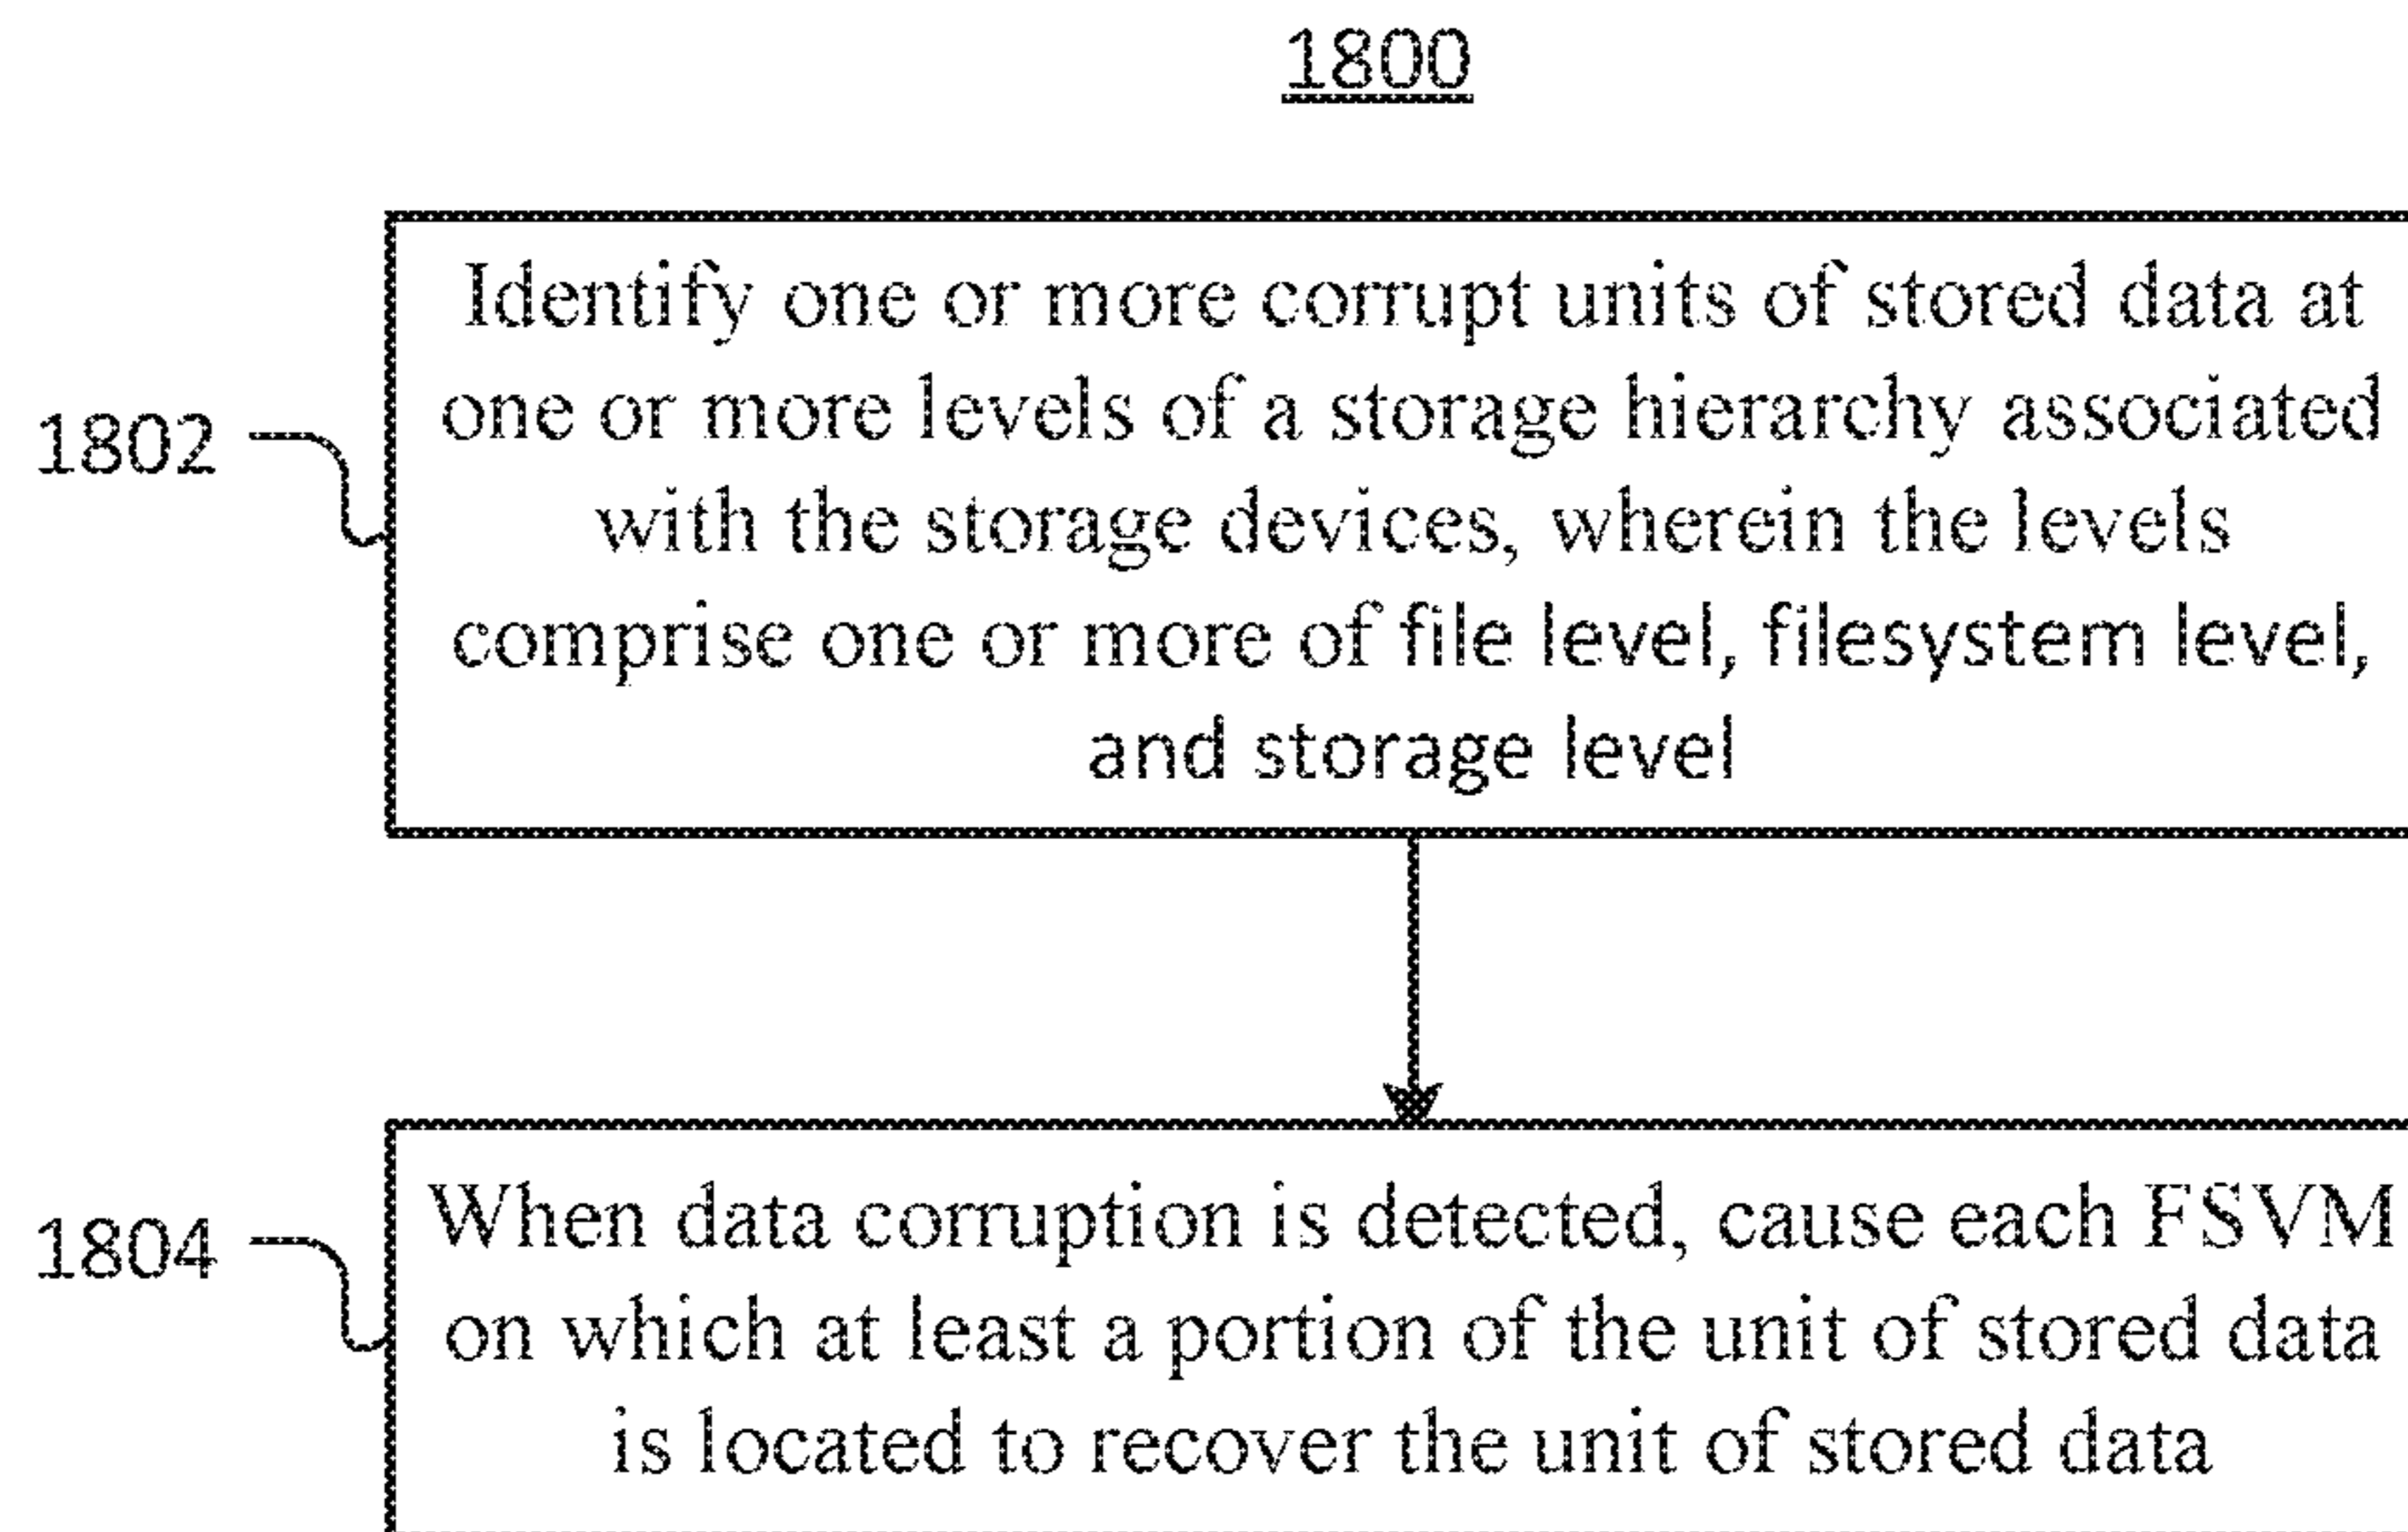 1800
Identify one or more corrupt units of stored data at
one or more levels of a storage hierarchy associated
1802
with the storage devices, wherein the levels
comprise one or more of file level, filesystem level,
and storage level
When data corruption is detected, cause each FSVM
1804
on which at least a portion of the unit of stored data
is located to recover the unit of stored data